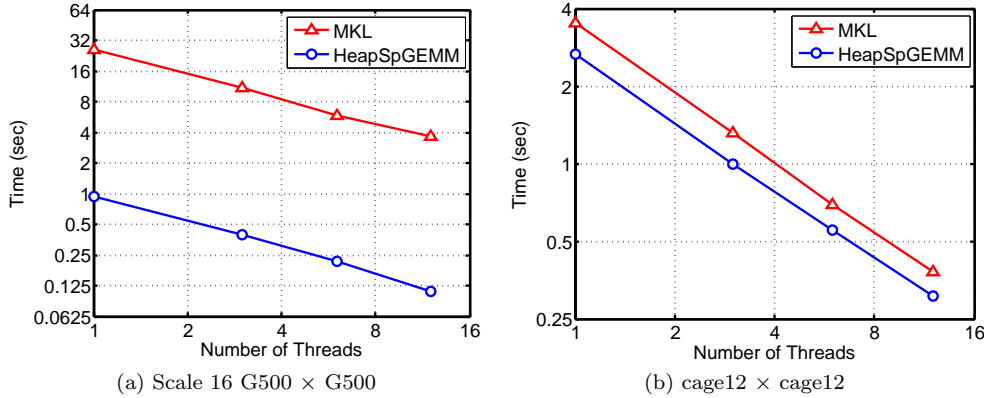 64
32
16
8
4
2
1
0.5
0.25
0.125
0.0625
Time (sec)
MKL
HeapSpGEMM
1 2 4 8 16
Number of Threads
(a) Scale 16 G500 × G500
4
2
1
0.5
0.25
Time (sec)
MKL
HeapSpGEMM
1 2 4 8 16
Number of Threads
(b) cage12 × cage12